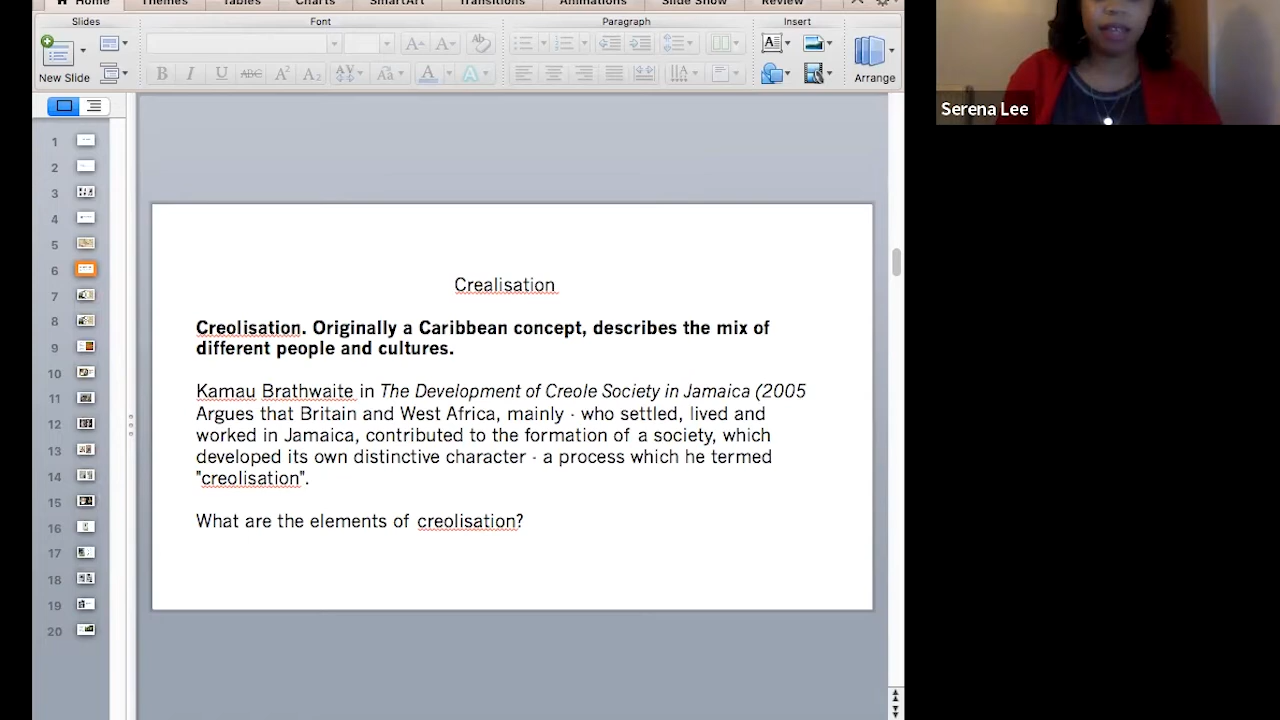 Home Themes Tables Charts SmartArt Transitions Animations Slide Show Review
Slides Font Paragraph Insert
New Slide
B I U ABC A² A₂ Aa A A
Arrange
Serena Lee
1
2
3
4
5
6
7
8
9
10
11
12
13
14
15
16
17
18
19
20
Crealisation
Creolisation. Originally a Caribbean concept, describes the mix of
different people and cultures.
Kamau Brathwaite in The Development of Creole Society in Jamaica (2005
Argues that Britain and West Africa, mainly - who settled, lived and
worked in Jamaica, contributed to the formation of a society, which
developed its own distinctive character - a process which he termed
"creolisation".
What are the elements of creolisation?